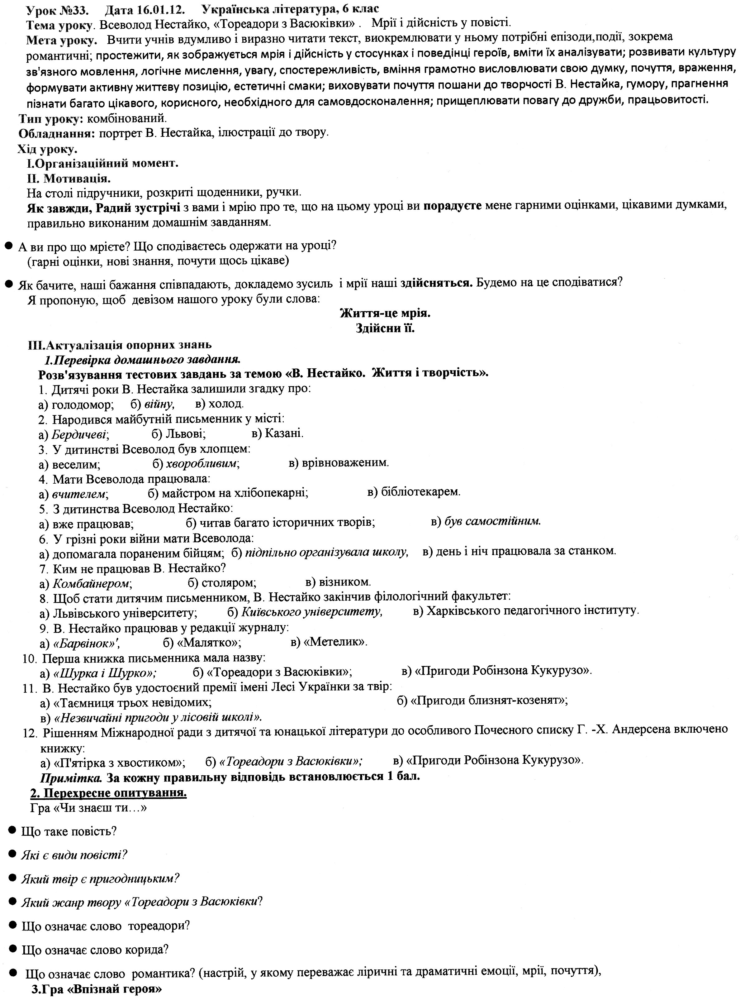 Урок №33. Дата 16.01.12. Українська література, 6 клас
Тема уроку. Всеволод Нестайко, «Тореадори з Васюківки» . Мрії і дійсність у повісті.
Мета уроку. Вчити учнів вдумливо і виразно читати текст, виокремлювати у ньому потрібні епізоди,події, зокрема
романтичні; простежити, як зображується мрія і дійсність у стосунках і поведінці героїв, вміти їх аналізувати; розвивати культуру
зв'язного мовлення, логічне мислення, увагу, спостережливість, вміння грамотно висловлювати свою думку, почуття, враження,
формувати активну життєву позицію, естетичні смаки; виховувати почуття пошани до творчості В. Нестайка, гумору, прагнення
пізнати багато цікавого, корисного, необхідного для самовдосконалення; прищеплювати повагу до дружби, працьовитості.
Тип уроку: комбінований.
Обладнання: портрет В. Нестайка, ілюстрації до твору.
Хід уроку.
І.Організаційний момент.
ІІ. Мотивація.
На столі підручники, розкриті щоденники, ручки.
Як завжди, Радий зустрічі з вами і мрію про те, що на цьому уроці ви порадуєте мене гарними оцінками, цікавими думками,
правильно виконаним домашнім завданням.
● А ви про що мрієте? Що сподіваєтесь одержати на уроці?
(гарні оцінки, нові знання, почути щось цікаве)
● Як бачите, наші бажання співпадають, докладемо зусиль і мрії наші здійсняться. Будемо на це сподіватися?
Я пропоную, щоб девізом нашого уроку були слова:
Життя-це мрія.
Здійсни її.
ІІІ.Актуалізація опорних знань
1.Перевірка домашнього завдання.
Розв'язування тестових завдань за темою «В. Нестайко. Життя і творчість».
1. Дитячі роки В. Нестайка залишили згадку про:
а) голодомор; б) війну, в) холод.
2. Народився майбутній письменник у місті:
а) Бердичеві; б) Львові; в) Казані.
3. У дитинстві Всеволод був хлопцем:
а) веселим; б) хворобливим; в) врівноваженим.
4. Мати Всеволода працювала:
а) вчителем; б) майстром на хлібопекарні; в) бібліотекарем.
5. З дитинства Всеволод Нестайко:
а) вже працював; б) читав багато історичних творів; в) був самостійним.
6. У грізні роки війни мати Всеволода:
а) допомагала пораненим бійцям; б) підпільно організувала школу, в) день і ніч працювала за станком.
7. Ким не працював В. Нестайко?
а) Комбайнером; б) столяром; в) візником.
8. Щоб стати дитячим письменником, В. Нестайко закінчив філологічний факультет:
а) Львівського університету; б) Київського університету, в) Харківського педагогічного інституту.
9. В. Нестайко працював у редакції журналу:
а) «Барвінок»', б) «Малятко»; в) «Метелик».
10. Перша книжка письменника мала назву:
а) «Шурка і Шурко»; б) «Тореадори з Васюківки»; в) «Пригоди Робінзона Кукурузо».
11. В. Нестайко був удостоєний премії імені Лесі Українки за твір:
а) «Таємниця трьох невідомих; б) «Пригоди близнят-козенят»;
в) «Незвичайні пригоди у лісовій школі».
12. Рішенням Міжнародної ради з дитячої та юнацької літератури до особливого Почесного списку Г. -Х. Андерсена включено
книжку:
а) «П'ятірка з хвостиком»; б) «Тореадори з Васюківки»; в) «Пригоди Робінзона Кукурузо».
Примітка. За кожну правильну відповідь встановлюється 1 бал.
2. Перехресне опитування.
Гра «Чи знаєш ти...»
● Що таке повість?
● Які є види повісті?
● Який твір є пригодницьким?
● Який жанр твору «Тореадори з Васюківки?
● Що означає слово тореадори?
● Що означає слово корида?
● Що означає слово романтика? (настрій, у якому переважає ліричні та драматичні емоції, мрії, почуття),
3.Гра «Впізнай героя»